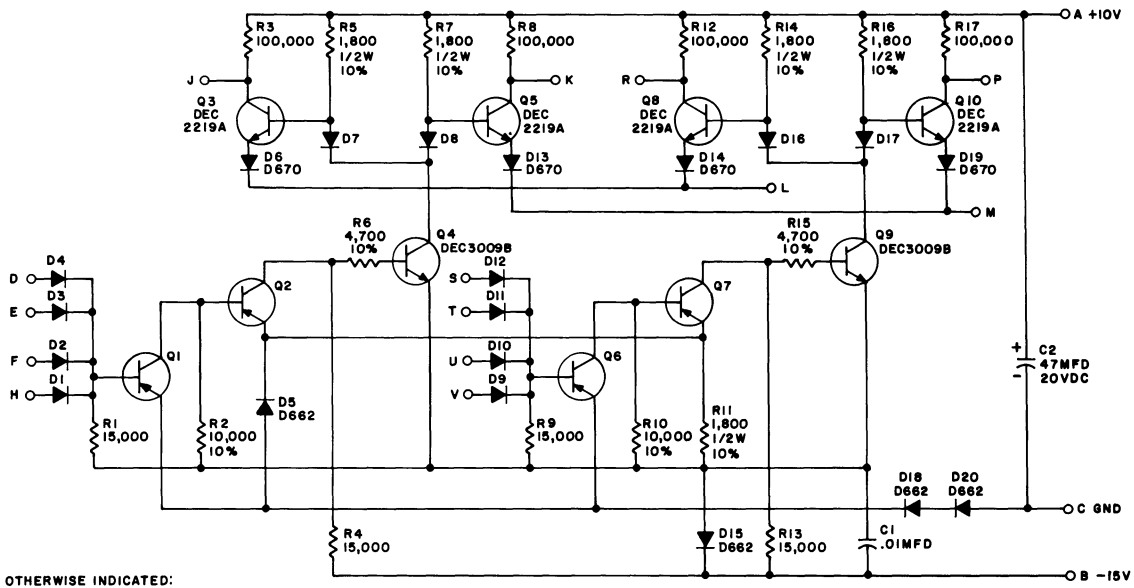 A +10V
R3
100,000
R5
1,800
1/2W
10%
R7
1,800
1/2W
10%
R8
100,000
R12
100,000
R14
1,800
1/2W
10%
R16
1,800
1/2W
10%
R17
100,000
J
K
R
P
Q3
DEC
2219A
Q5
DEC
2219A
Q8
DEC
2219A
Q10
DEC
2219A
D7
D8
D16
D17
D6
D670
D13
D670
D14
D670
D19
D670
L
M
R6
4,700
10%
Q4
DEC3009B
R15
4,700
10%
Q9
DEC3009B
D
D4
E
D3
F
D2
H
D1
Q1
Q2
S
D12
T
D11
U
D10
V
D9
Q6
Q7
+
-
C2
47MFD
20VDC
R1
15,000
R2
10,000
10%
D5
D662
R9
15,000
R10
10,000
10%
R11
1,800
1/2W
10%
D18
D662
D20
D662
C GND
R4
15,000
D15
D662
R13
15,000
C1
.01MFD
B -15V
OTHERWISE INDICATED: